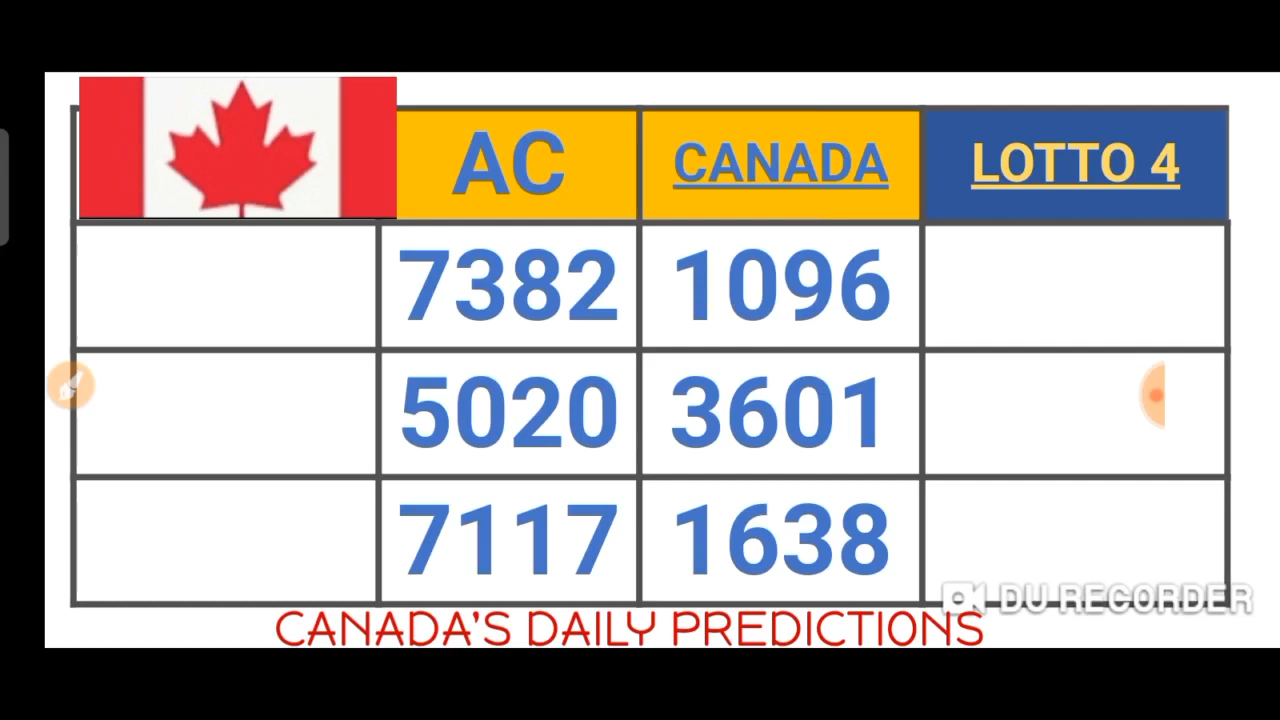 AC CANADA LOTTO 4
7382 1096
5020 3601
7117 1638
DU RECORDER
CANADA'S DAILY PREDICTIONS